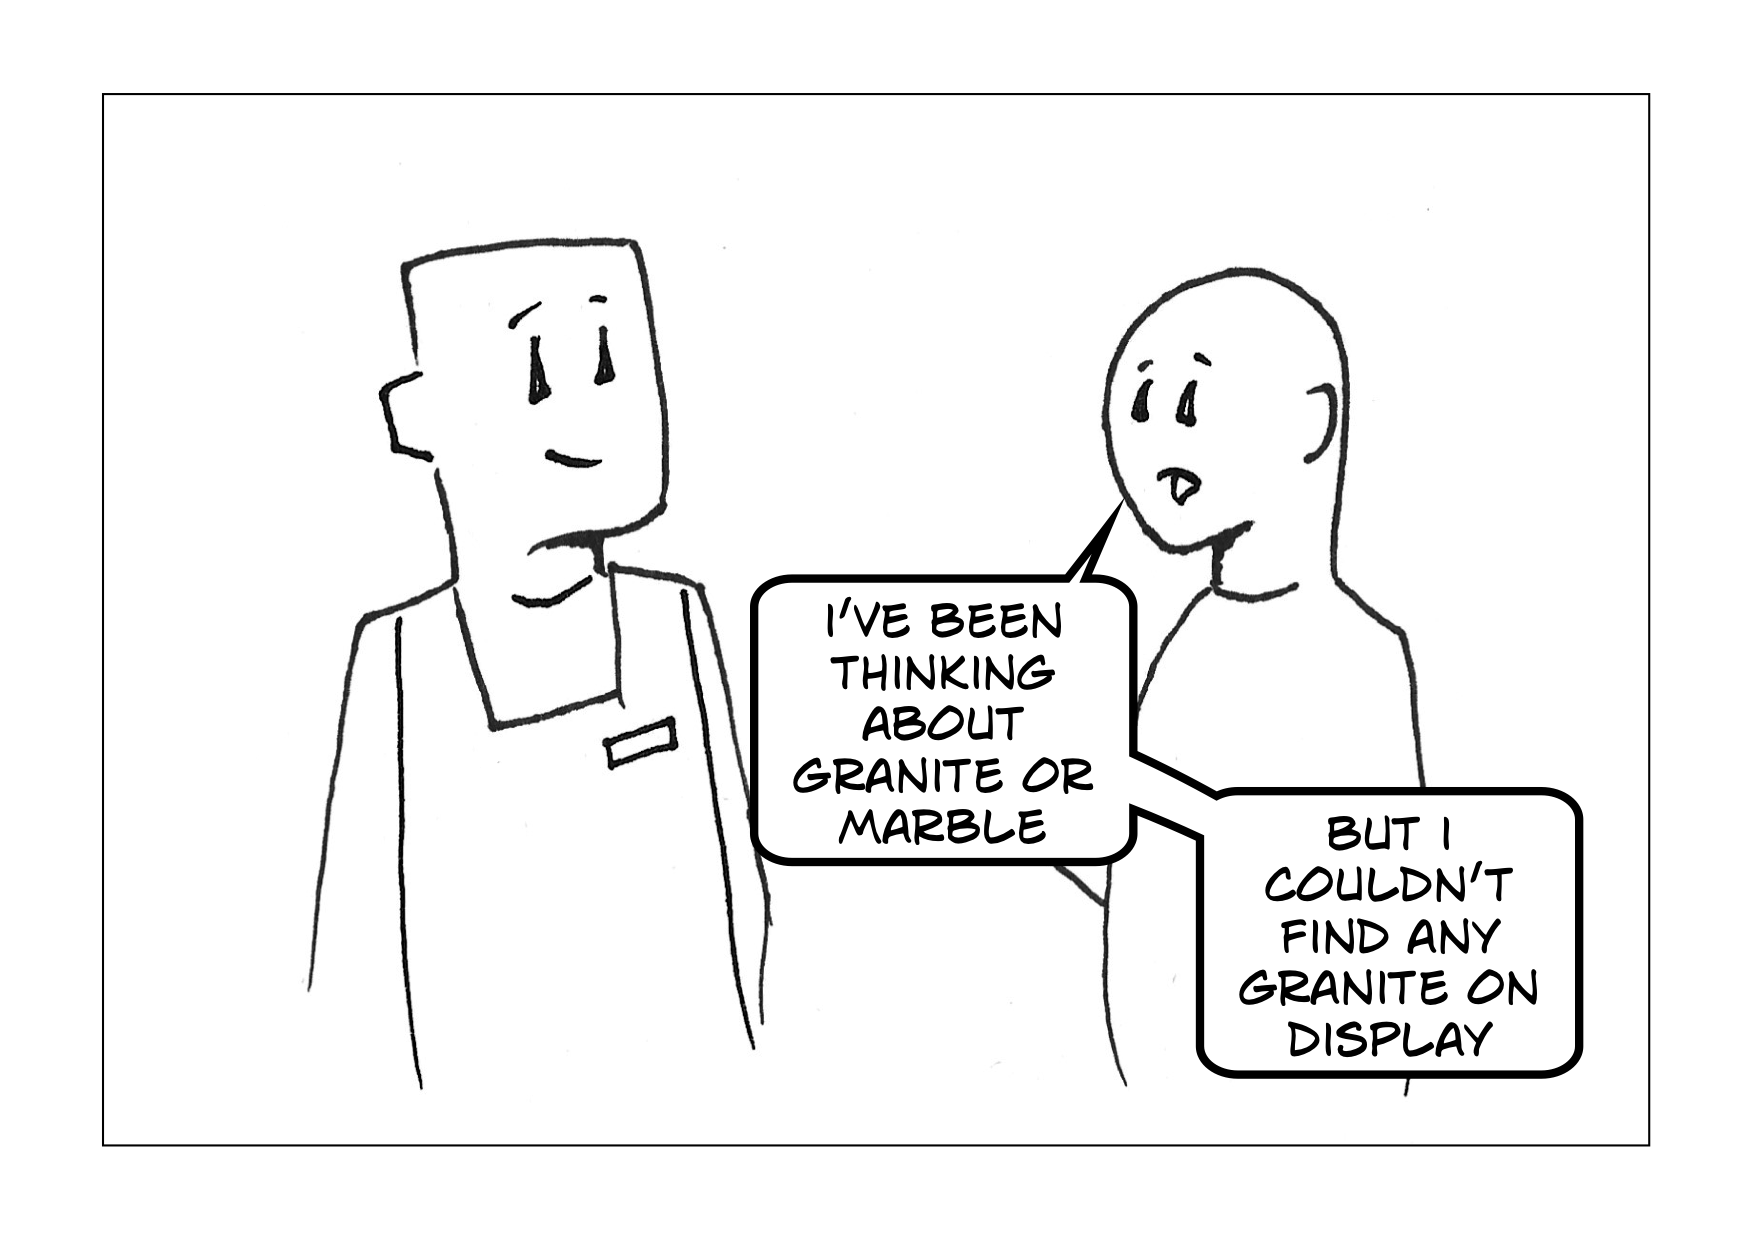 I'VE BEEN
THINKING
ABOUT
GRANITE OR
MARBLE
BUT I
COULDN'T
FIND ANY
GRANITE ON
DISPLAY